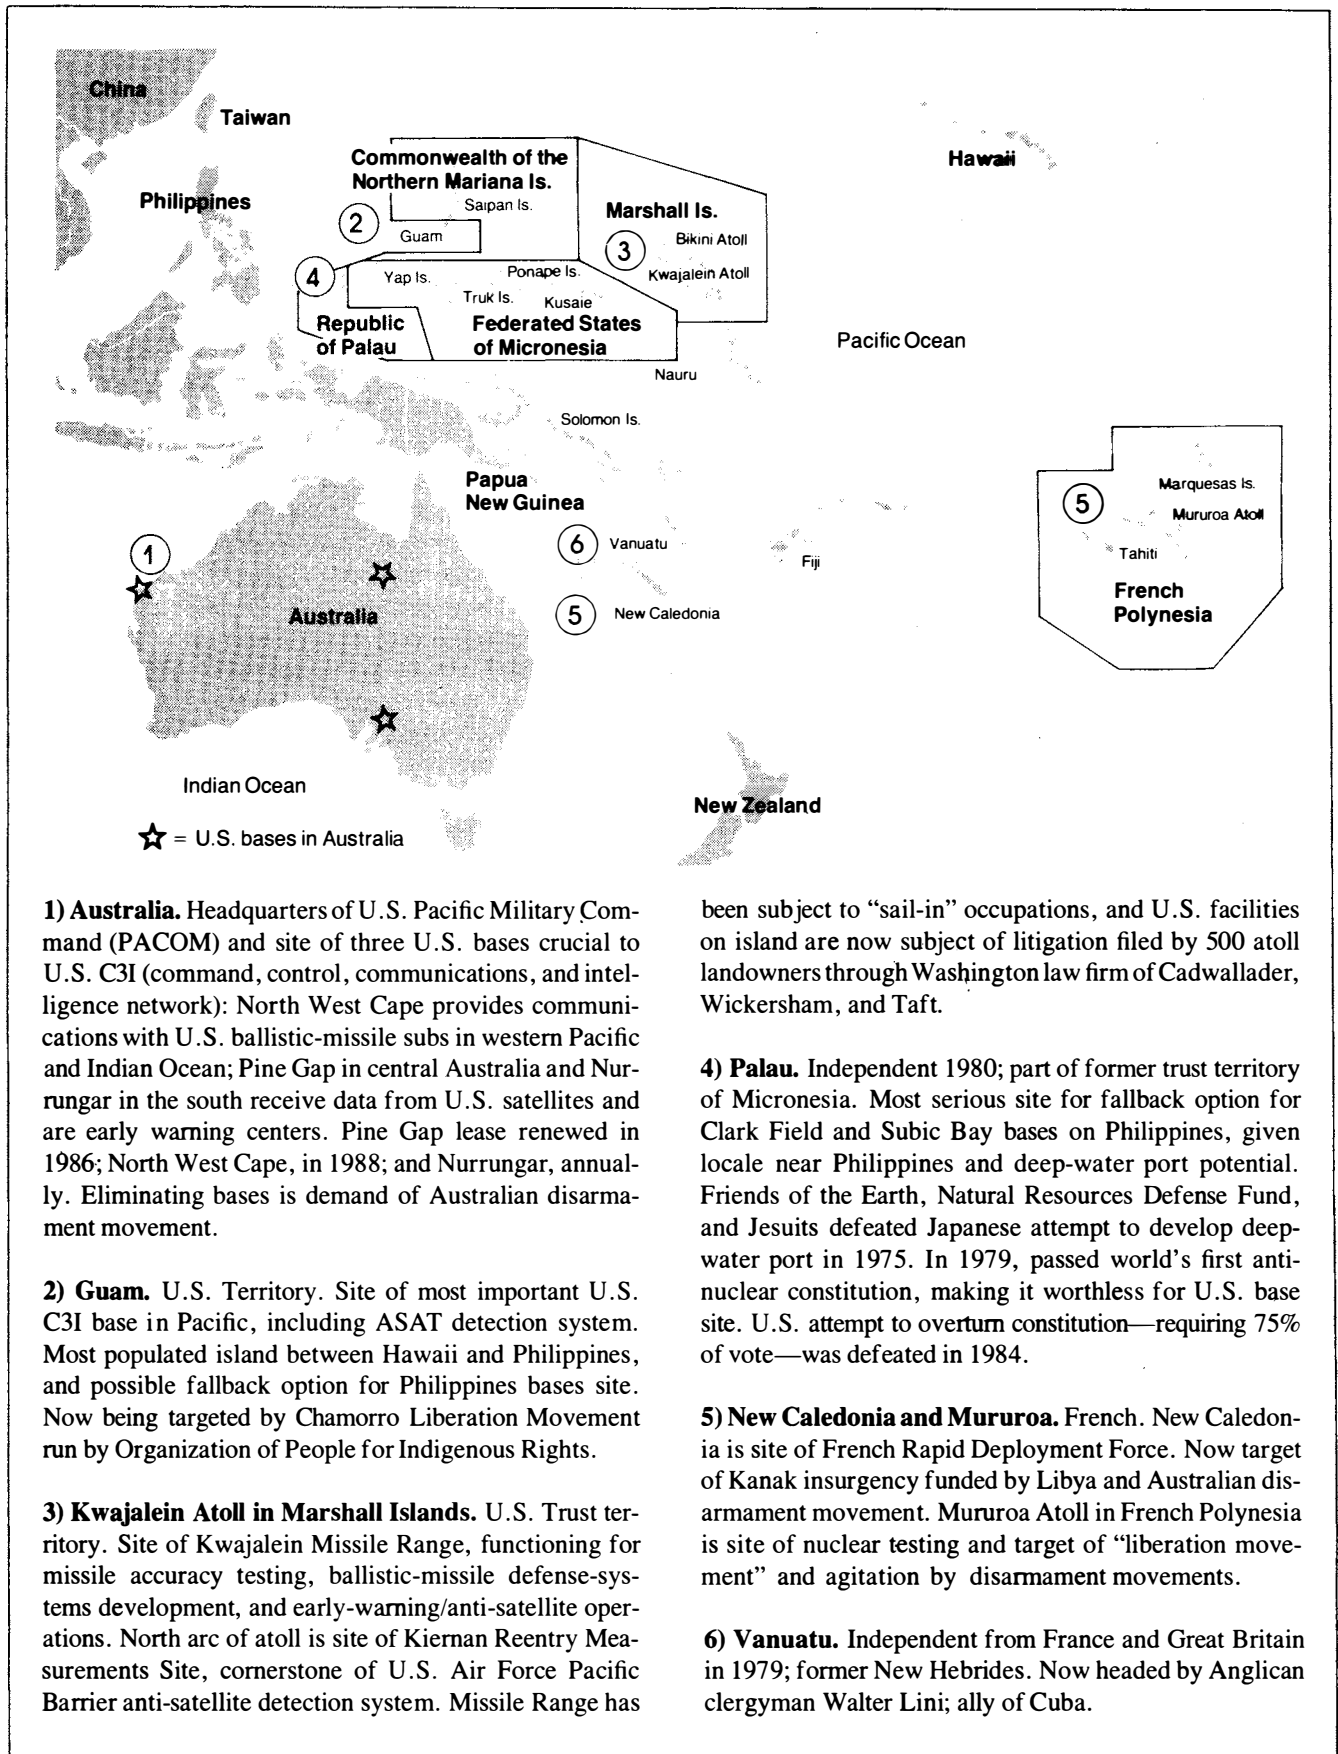 China
Taiwan
Hawaii
Commonwealth of the
Northern Mariana Is.
Philippines
Saipan Is.
2
Guam
Marshall Is.
3
Bikini Atoll
Kwajalein Atoll
4
Yap Is.
Ponape Is.
Truk Is.
Kusaie
Republic
of Palau
Federated States
of Micronesia
Pacific Ocean
Nauru
Solomon Is.
Papua
New Guinea
5
Marquesas Is.
Mururoa Atoll
Tahiti
French
Polynesia
1
6
Vanuatu
Fiji
5
New Caledonia
Australia
Indian Ocean
New Zealand
= U.S. bases in Australia
1) Australia. Headquarters of U.S. Pacific Military Com-
mand (PACOM) and site of three U.S. bases crucial to
U.S. C3I (command, control, communications, and intel-
ligence network): North West Cape provides communi-
cations with U.S. ballistic-missile subs in western Pacific
and Indian Ocean; Pine Gap in central Australia and Nur-
rungar in the south receive data from U.S. satellites and
are early warning centers. Pine Gap lease renewed in
1986; North West Cape, in 1988; and Nurrungar, annual-
ly. Eliminating bases is demand of Australian disarma-
ment movement.
2) Guam. U.S. Territory. Site of most important U.S.
C3I base in Pacific, including ASAT detection system.
Most populated island between Hawaii and Philippines,
and possible fallback option for Philippines bases site.
Now being targeted by Chamorro Liberation Movement
run by Organization of People for Indigenous Rights.
3) Kwajalein Atoll in Marshall Islands. U.S. Trust ter-
ritory. Site of Kwajalein Missile Range, functioning for
missile accuracy testing, ballistic-missile defense-sys-
tems development, and early-warning/anti-satellite oper-
ations. North arc of atoll is site of Kiernan Reentry Mea-
surements Site, cornerstone of U.S. Air Force Pacific
Barrier anti-satellite detection system. Missile Range has
been subject to “sail-in” occupations, and U.S. facilities
on island are now subject of litigation filed by 500 atoll
landowners through Washington law firm of Cadwallader,
Wickersham, and Taft.
4) Palau. Independent 1980; part of former trust territory
of Micronesia. Most serious site for fallback option for
Clark Field and Subic Bay bases on Philippines, given
locale near Philippines and deep-water port potential.
Friends of the Earth, Natural Resources Defense Fund,
and Jesuits defeated Japanese attempt to develop deep-
water port in 1975. In 1979, passed world's first anti-
nuclear constitution, making it worthless for U.S. base
site. U.S. attempt to overturn constitution—requiring 75%
of vote—was defeated in 1984.
5) New Caledonia and Mururoa. French. New Caledon-
ia is site of French Rapid Deployment Force. Now target
of Kanak insurgency funded by Libya and Australian dis-
armament movement. Mururoa Atoll in French Polynesia
is site of nuclear testing and target of “liberation move-
ment” and agitation by disarmament movements.
6) Vanuatu. Independent from France and Great Britain
in 1979; former New Hebrides. Now headed by Anglican
clergyman Walter Lini; ally of Cuba.